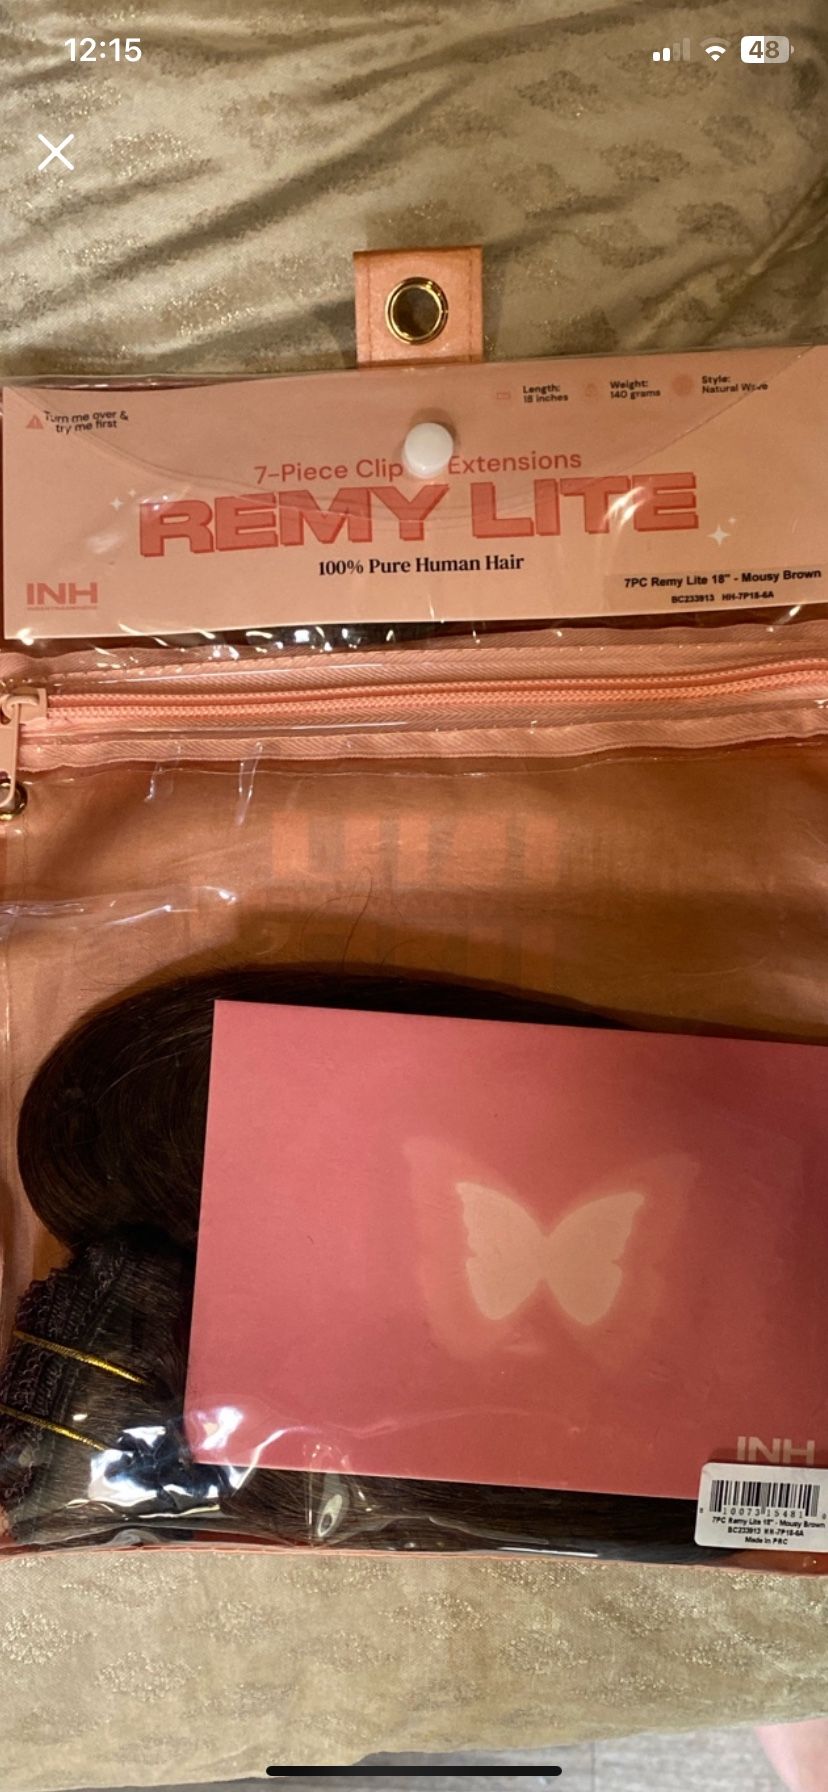 12:15
48
Turn me over &
try me first
Length:
18 inches
Weight:
140 grams
Style:
Natural Wave
7-Piece Clip Extensions
REMY LITE
100% Pure Human Hair
INH
7PC Remy Lite 18" - Mousy Brown
BC233913 HH-7P18-6A
INH
10073 15481
7PC Remy Lite 18" - Mousy Brown
BC233913 HH-7P18-6A
Made in PRC